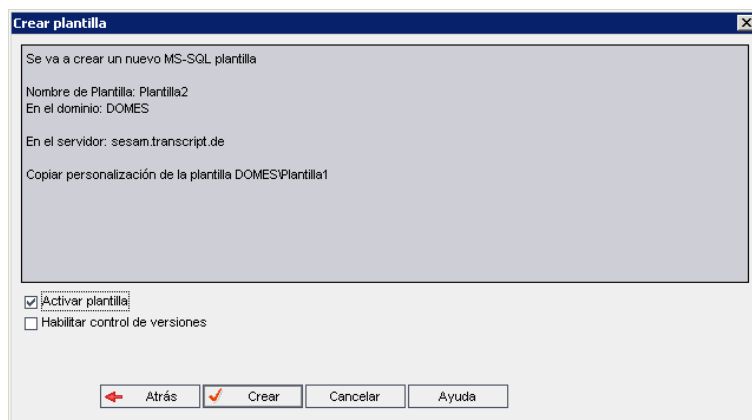 Crear plantilla
Se va a crear un nuevo MS-SQL plantilla
Nombre de Plantilla: Plantilla2
En el dominio: DOMES
En el servidor: sesam.transcript.de
Copiar personalización de la plantilla DOMES\Plantilla1
Activar plantilla
Habilitar control de versiones
Atrás Crear Cancelar Ayuda